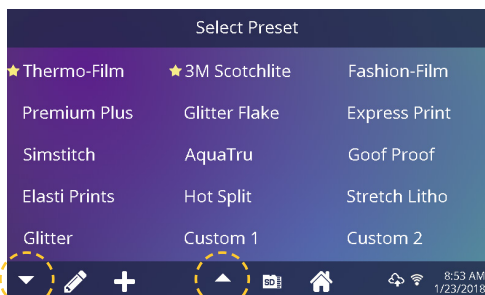 Select Preset
Thermo-Film 3M Scotchlite Fashion-Film
Premium Plus Glitter Flake Express Print
Simstitch AquaTru Goof Proof
Elasti Prints Hot Split Stretch Litho
Glitter Custom 1 Custom 2
SD 8:53 AM
1/23/2018